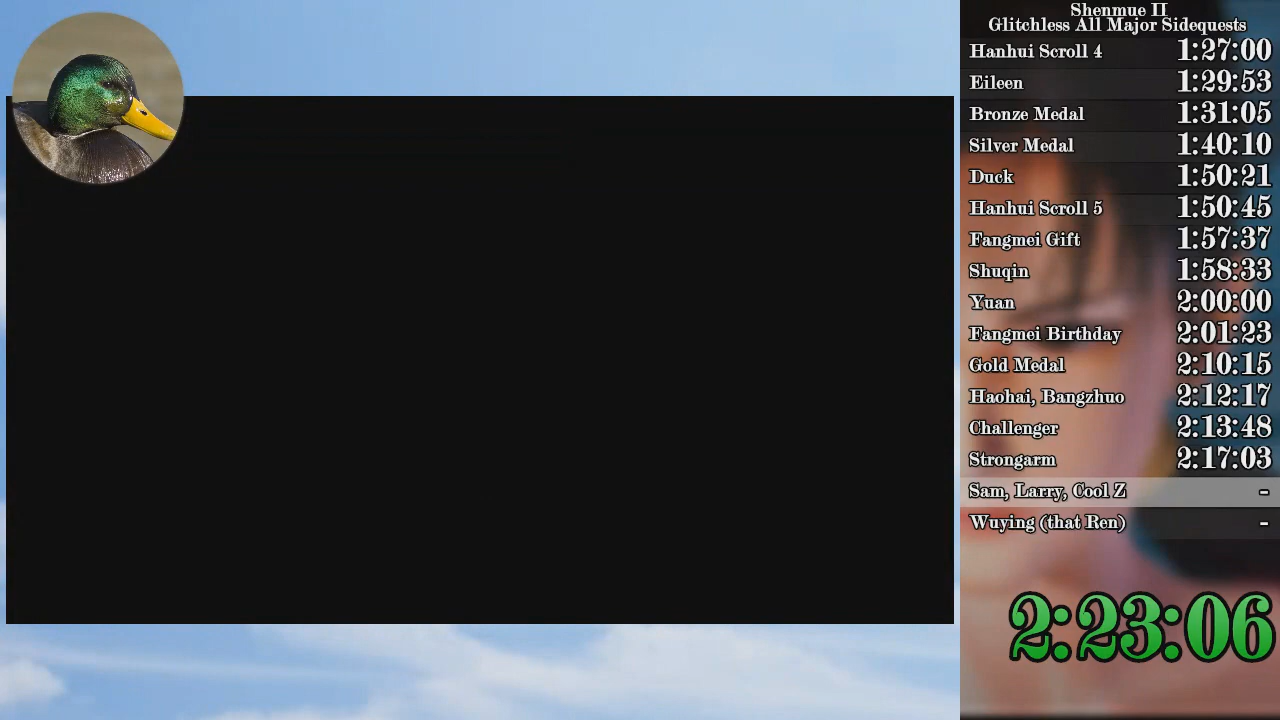 Shenmue II
Glitchless All Major Sidequests
Hanhui Scroll 4 1:27:00
Eileen 1:29:53
Bronze Medal 1:31:05
Silver Medal 1:40:10
Duck 1:50:21
Hanhui Scroll 5 1:50:45
Fangmei Gift 1:57:37
Shuqin 1:58:33
Yuan 2:00:00
Fangmei Birthday 2:01:23
Gold Medal 2:10:15
Haohai, Bangzhuo 2:12:17
Challenger 2:13:48
Strongarm 2:17:03
Sam, Larry, Cool Z -
Wuying (that Ren) -
2:23:06